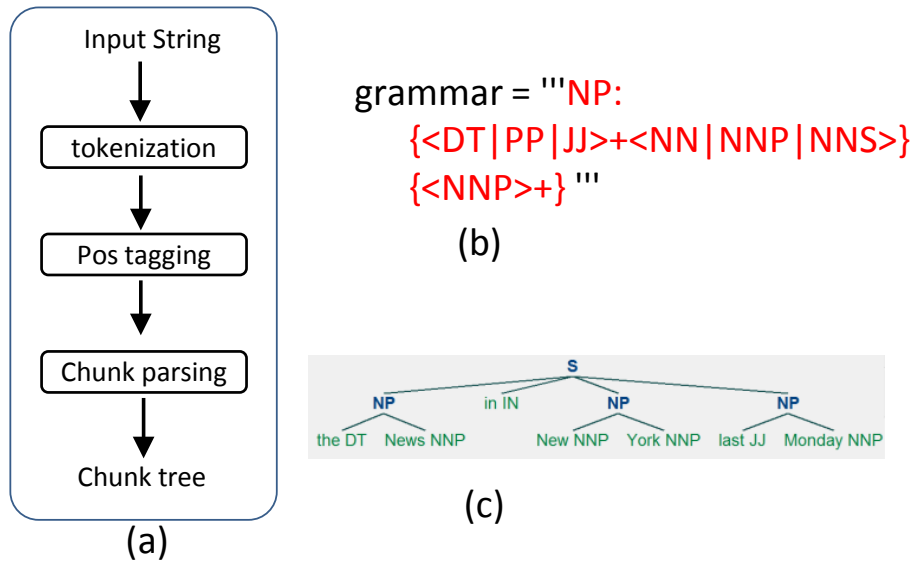 Input String
tokenization
Pos tagging
Chunk parsing
Chunk tree
(a)
grammar = '''NP:
{<DT|PP|JJ>+<NN|NNP|NNS>}
{<NNP>+} '''
(b)
S
NP in IN NP NP
the DT News NNP New NNP York NNP last JJ Monday NNP
(c)